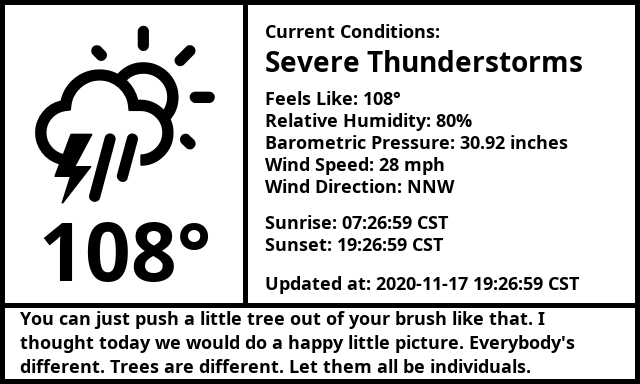 108°
Current Conditions:
Severe Thunderstorms
Feels Like: 108°
Relative Humidity: 80%
Barometric Pressure: 30.92 inches
Wind Speed: 28 mph
Wind Direction: NNW
Sunrise: 07:26:59 CST
Sunset: 19:26:59 CST
Updated at: 2020-11-17 19:26:59 CST
You can just push a little tree out of your brush like that. I
thought today we would do a happy little picture. Everybody's
different. Trees are different. Let them all be individuals.